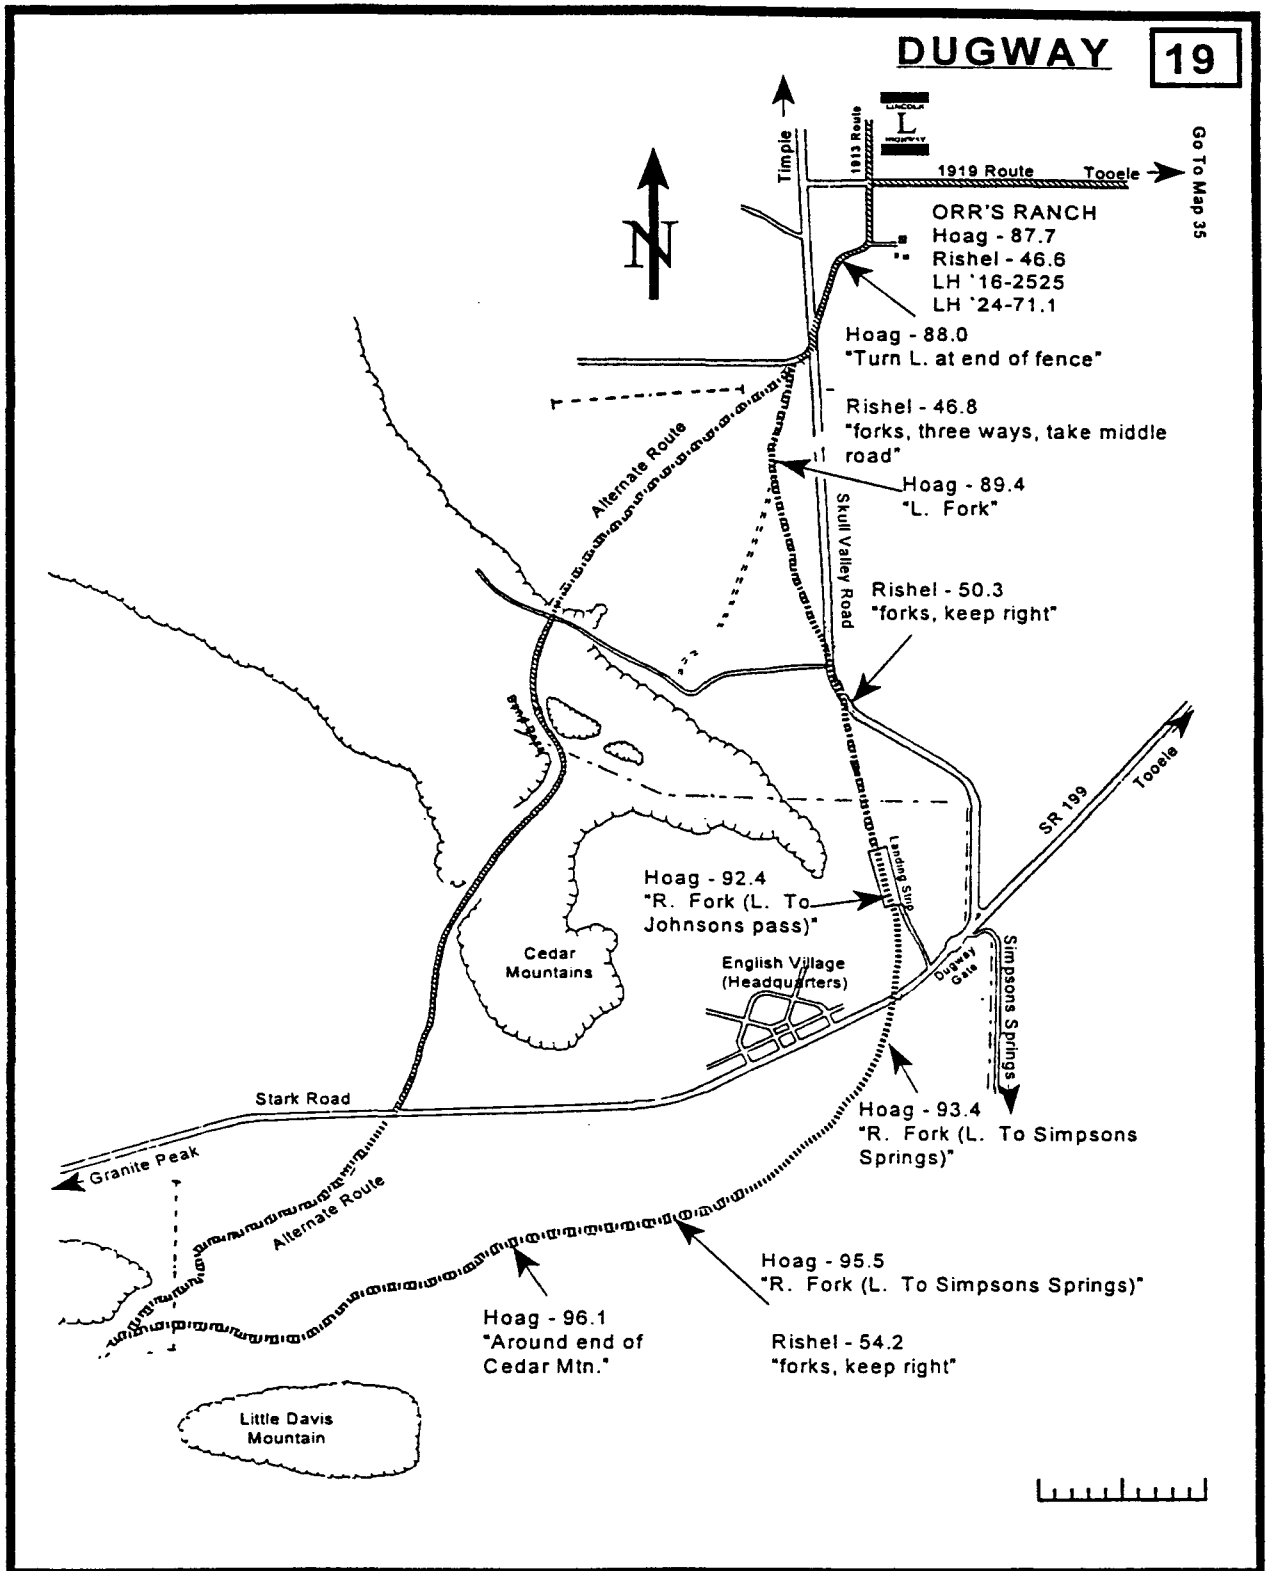 DUGWAY
19
LINCOLN
L
HIGHWAY
Timpie
1913 Route
1919 Route
Tooele
Go To Map 35
N
ORR'S RANCH
Hoag - 87.7
Rishel - 46.6
LH '16-2525
LH '24-71.1
Hoag - 88.0
"Turn L. at end of fence"
Rishel - 46.8
"forks, three ways, take middle
road"
Alternate Route
Hoag - 89.4
"L. Fork"
Skull Valley Road
Rishel - 50.3
"forks, keep right"
SR 199
Tooele
Landing Strip
Hoag - 92.4
"R. Fork (L. To
Johnsons pass)"
Cedar
Mountains
English Village
(Headquarters)
Dugway
Gate
Simpsons Springs
Stark Road
Hoag - 93.4
"R. Fork (L. To Simpsons
Springs)"
Granite Peak
Alternate Route
Hoag - 95.5
"R. Fork (L. To Simpsons Springs)"
Hoag - 96.1
"Around end of
Cedar Mtn."
Rishel - 54.2
"forks, keep right"
Little Davis
Mountain